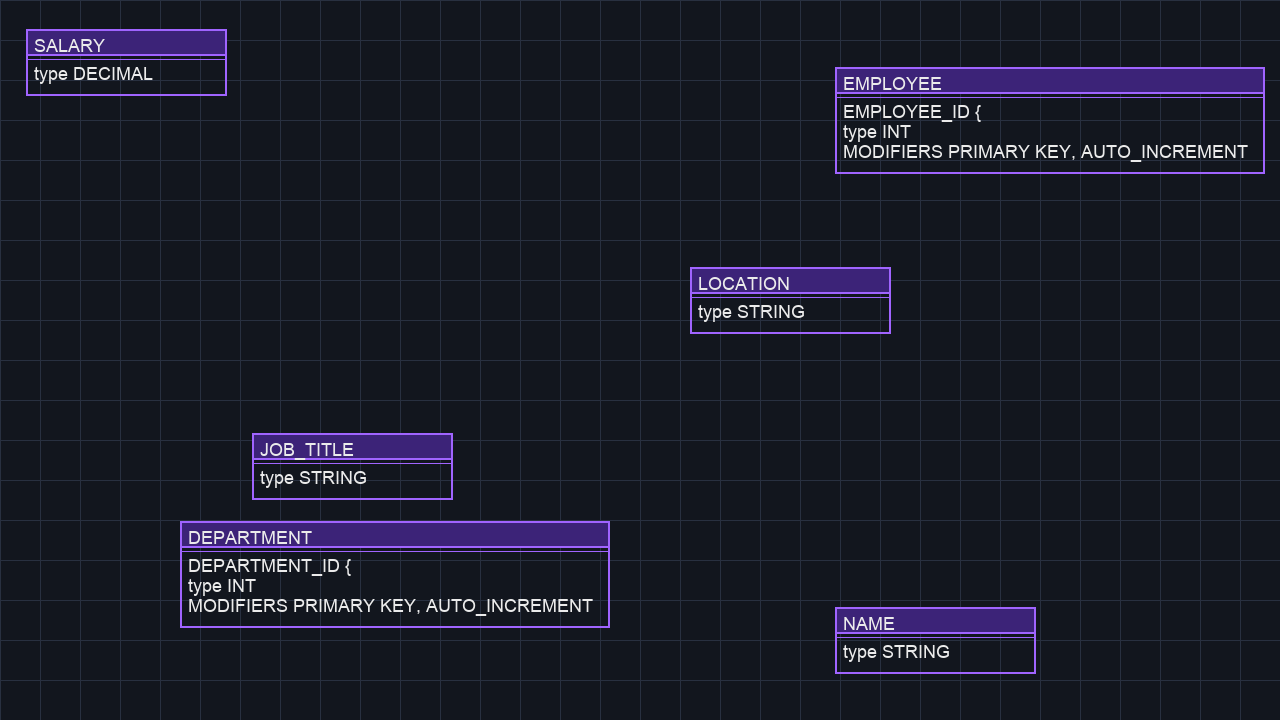 SALARY
type DECIMAL
EMPLOYEE
EMPLOYEE_ID {
type INT
MODIFIERS PRIMARY KEY, AUTO_INCREMENT
LOCATION
type STRING
JOB_TITLE
type STRING
DEPARTMENT
DEPARTMENT_ID {
type INT
MODIFIERS PRIMARY KEY, AUTO_INCREMENT
NAME
type STRING